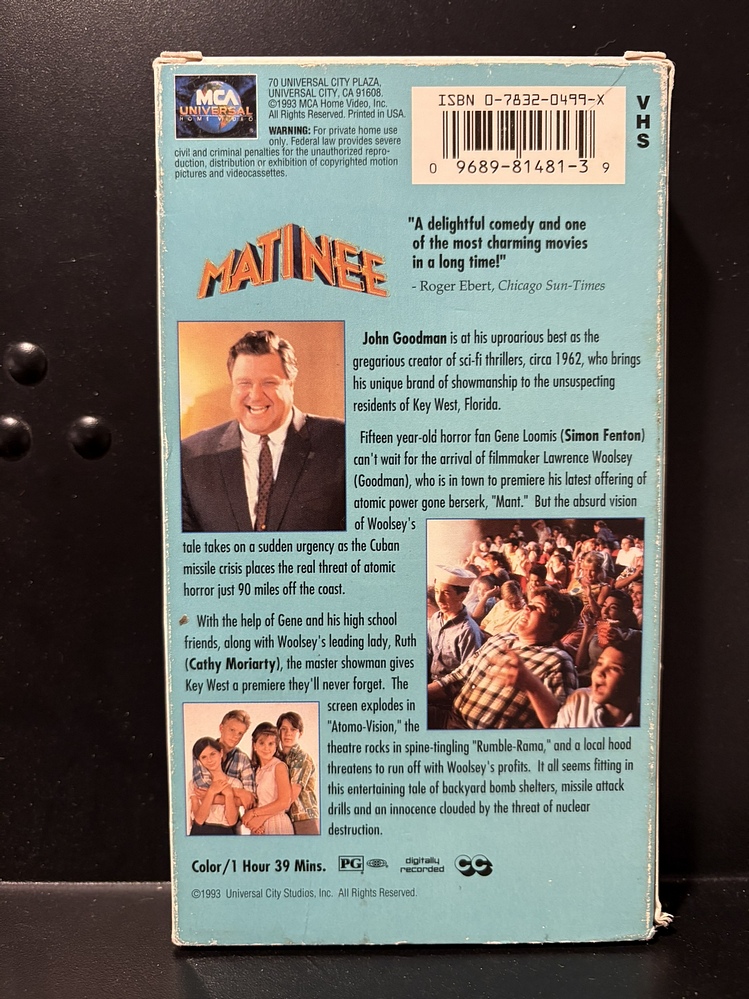 MCA
UNIVERSAL
HOME VIDEO
70 UNIVERSAL CITY PLAZA,
UNIVERSAL CITY, CA 91608.
©1993 MCA Home Video, Inc.
All Rights Reserved. Printed in USA.
WARNING: For private home use
only. Federal law provides severe
civil and criminal penalties for the unauthorized repro-
duction, distribution or exhibition of copyrighted motion
pictures and videocassettes.
ISBN 0-7832-0499-X
0 9689-81481-3 9
VHS
MATINEE
"A delightful comedy and one
of the most charming movies
in a long time!"
- Roger Ebert, Chicago Sun-Times
John Goodman is at his uproarious best as the
gregarious creator of sci-fi thrillers, circa 1962, who brings
his unique brand of showmanship to the unsuspecting
residents of Key West, Florida.
Fifteen year-old horror fan Gene Loomis (Simon Fenton)
can't wait for the arrival of filmmaker Lawrence Woolsey
(Goodman), who is in town to premiere his latest offering of
atomic power gone berserk, "Mant." But the absurd vision
of Woolsey's
tale takes on a sudden urgency as the Cuban
missile crisis places the real threat of atomic
horror just 90 miles off the coast.
With the help of Gene and his high school
friends, along with Woolsey's leading lady, Ruth
(Cathy Moriarty), the master showman gives
Key West a premiere they'll never forget. The
screen explodes in
"Atomo-Vision," the
theatre rocks in spine-tingling "Rumble-Rama," and a local hood
threatens to run off with Woolsey's profits. It all seems fitting in
this entertaining tale of backyard bomb shelters, missile attack
drills and an innocence clouded by the threat of nuclear
destruction.
Color/1 Hour 39 Mins. PG digitally
recorded CC
©1993 Universal City Studios, Inc. All Rights Reserved.